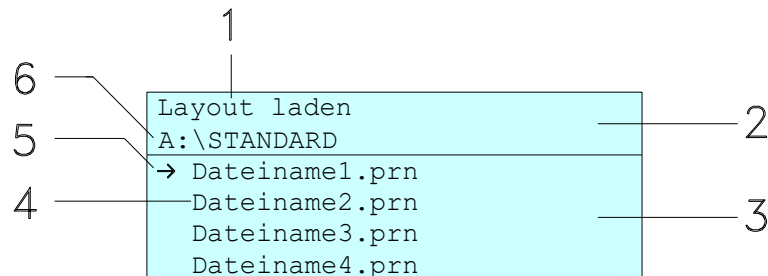 1
6
Layout laden
2
A:\STANDARD
5
→ Dateiname1.prn
4
Dateiname2.prn
3
Dateiname3.prn
Dateiname4.prn